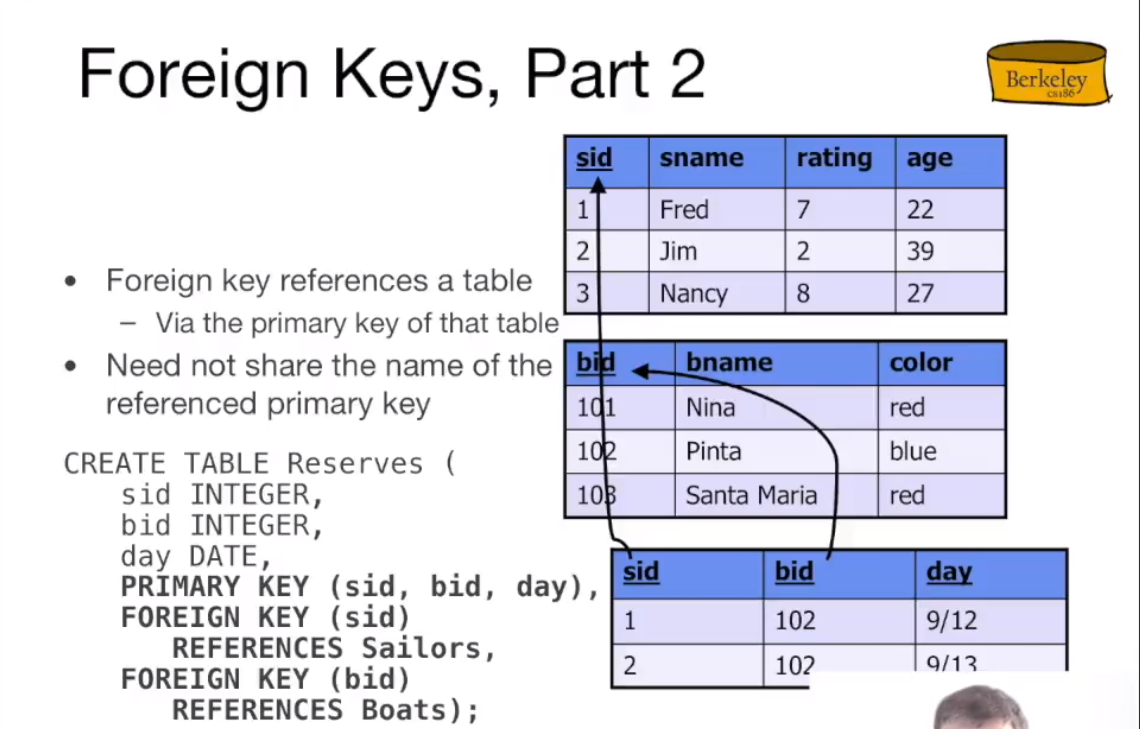 Foreign Keys, Part 2
Berkeley
cs186
• Foreign key references a table
– Via the primary key of that table
• Need not share the name of the
referenced primary key
CREATE TABLE Reserves (
sid INTEGER,
bid INTEGER,
day DATE,
PRIMARY KEY (sid, bid, day),
FOREIGN KEY (sid)
REFERENCES Sailors,
FOREIGN KEY (bid)
REFERENCES Boats);
sid sname rating age
1 Fred 7 22
2 Jim 2 39
3 Nancy 8 27
bid bname color
101 Nina red
102 Pinta blue
103 Santa Maria red
sid bid day
1 102 9/12
2 102 9/13